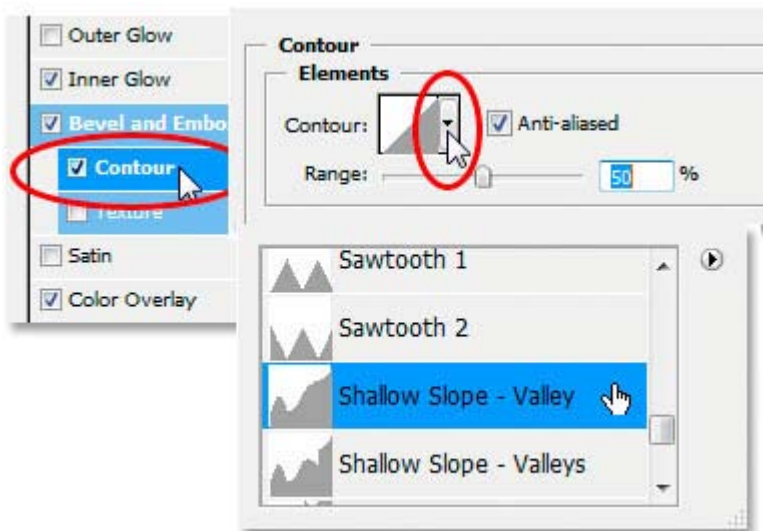 Outer Glow
Inner Glow
Bevel and Embo
Contour
Texture
Satin
Color Overlay
Contour
Elements
Contour:
Anti-aliased
Range:
50 %
Sawtooth 1
Sawtooth 2
Shallow Slope - Valley
Shallow Slope - Valleys